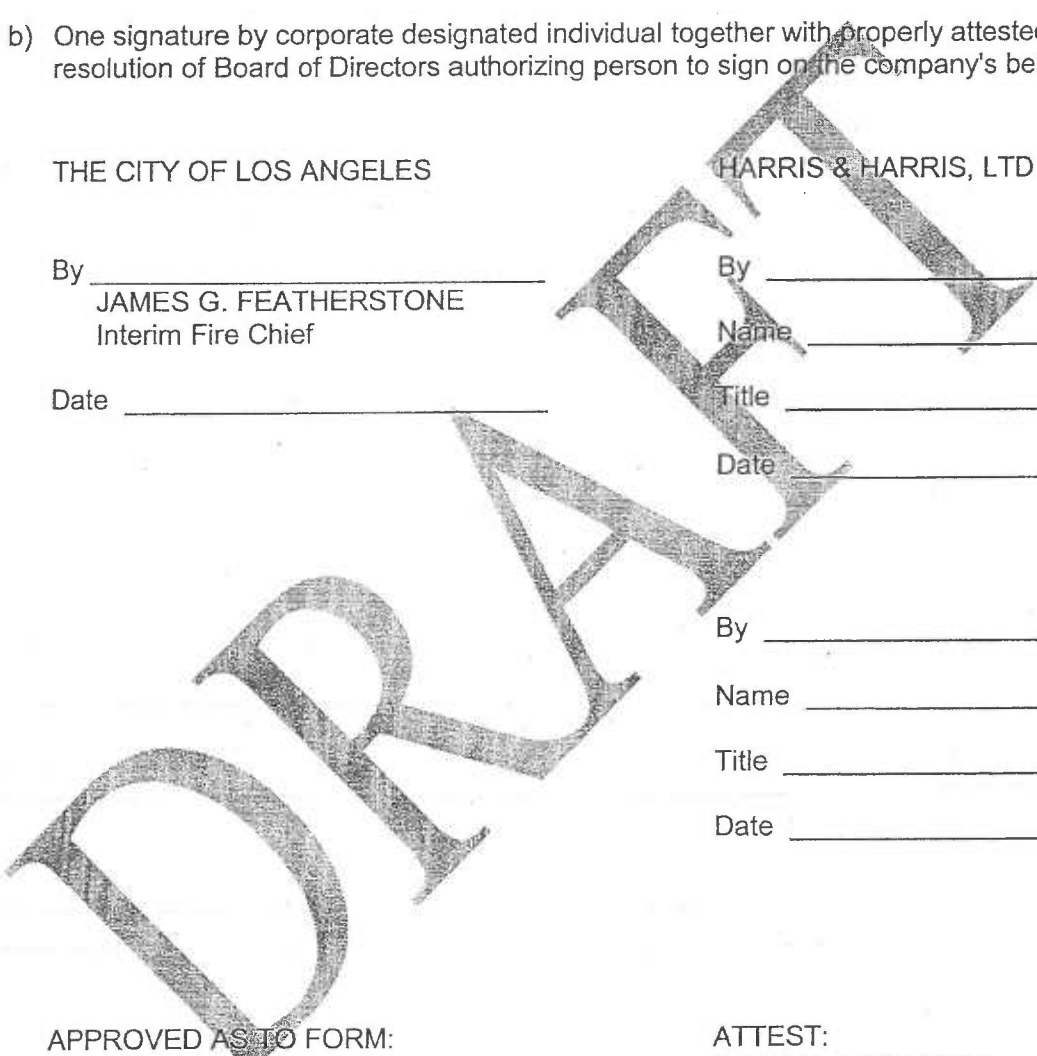 b) One signature by corporate designated individual together with properly attested
resolution of Board of Directors authorizing person to sign on the company's be
THE CITY OF LOS ANGELES
By
JAMES G. FEATHERSTONE
Interim Fire Chief
Date
HARRIS & HARRIS, LTD
By
Name
Title
Date
By
Name
Title
Date
APPROVED AS TO FORM:
ATTEST:
DRAFT